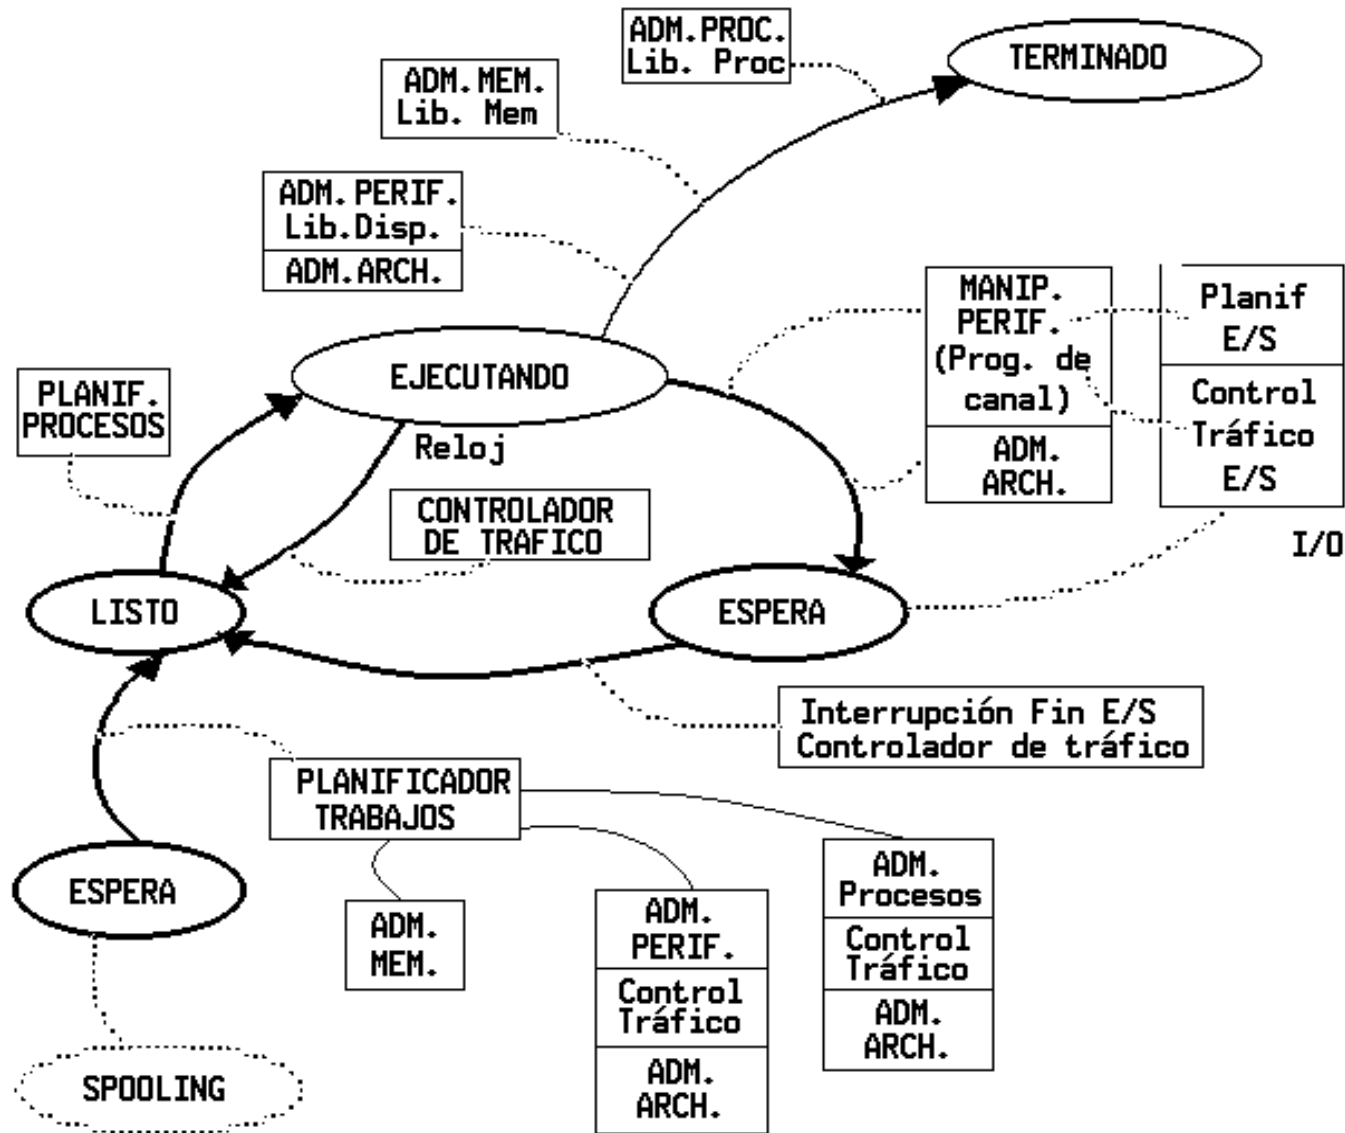 ADM.PROC.
Lib. Proc
TERMINADO
ADM.MEM.
Lib. Mem
ADM.PERIF.
Lib.Disp.
ADM.ARCH.
MANIP.
PERIF.
(Prog. de
canal)
ADM.
ARCH.
Planif
E/S
Control
Tráfico
E/S
I/O
EJECUTANDO
PLANIF.
PROCESOS
Reloj
CONTROLADOR
DE TRAFICO
LISTO
ESPERA
Interrupción Fin E/S
Controlador de tráfico
PLANIFICADOR
TRABAJOS
ESPERA
ADM.
MEM.
ADM.
PERIF.
Control
Tráfico
ADM.
ARCH.
ADM.
Procesos
Control
Tráfico
ADM.
ARCH.
SPOOLING